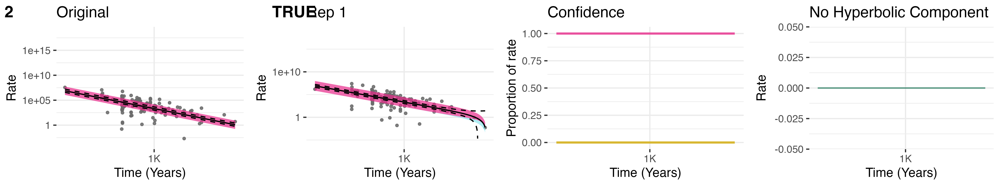 2
Original
Rate
1e+15
1e+10
1e+05
1
1K
Time (Years)
TRUE
ep 1
Rate
1e+10
1
1K
Time (Years)
Confidence
Proportion of rate
1.00
0.75
0.50
0.25
0.00
1K
Time (Years)
No Hyperbolic Component
Rate
0.050
0.025
0.000
-0.025
-0.050
1K
Time (Years)